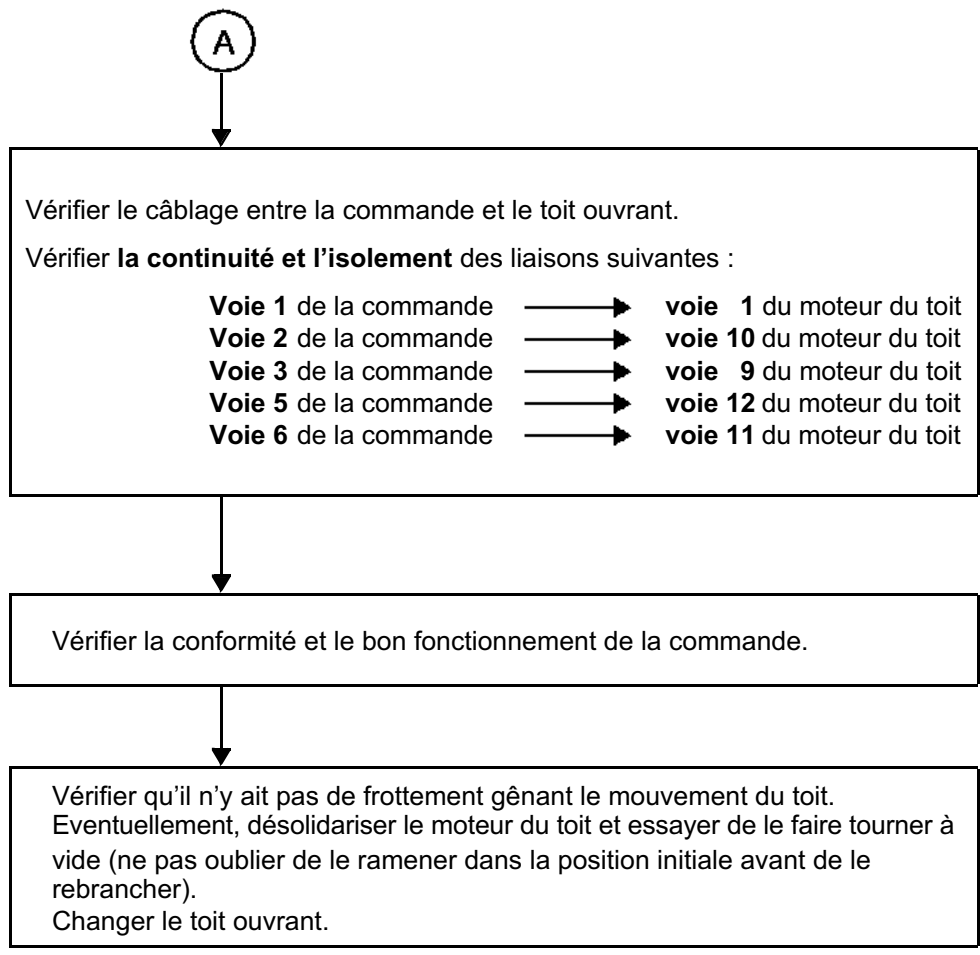 A
Vérifier le câblage entre la commande et le toit ouvrant.
Vérifier la continuité et l’isolement des liaisons suivantes :
Voie 1 de la commande voie 1 du moteur du toit
Voie 2 de la commande voie 10 du moteur du toit
Voie 3 de la commande voie 9 du moteur du toit
Voie 5 de la commande voie 12 du moteur du toit
Voie 6 de la commande voie 11 du moteur du toit
Vérifier la conformité et le bon fonctionnement de la commande.
Vérifier qu’il n’y ait pas de frottement gênant le mouvement du toit.
Eventuellement, désolidariser le moteur du toit et essayer de le faire tourner à
vide (ne pas oublier de le ramener dans la position initiale avant de le
rebrancher).
Changer le toit ouvrant.